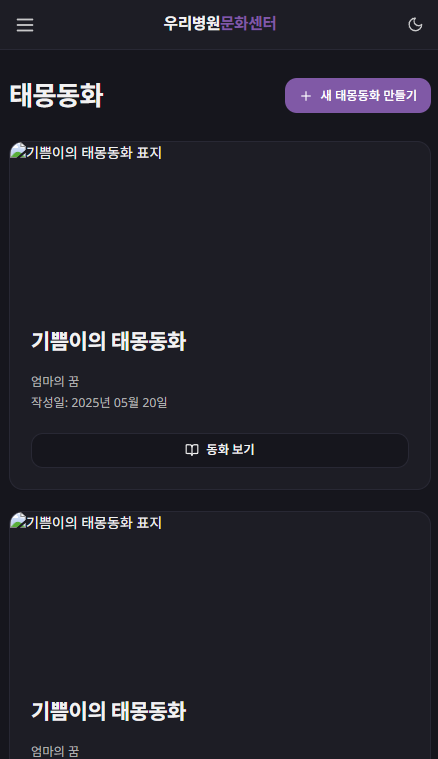 우리병원문화센터
태몽동화
새 태몽동화 만들기
기쁨이의 태몽동화 표지
기쁨이의 태몽동화
엄마의 꿈
작성일: 2025년 05월 20일
동화 보기
기쁨이의 태몽동화 표지
기쁨이의 태몽동화
엄마의 꿈